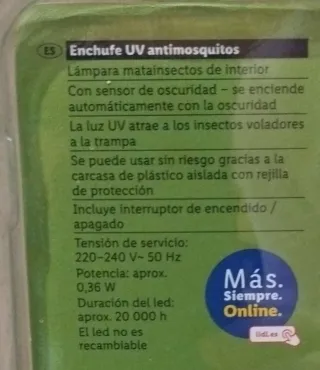 ES Enchufe UV antimosquitos
Lámpara matainsectos de interior
Con sensor de oscuridad – se enciende
automáticamente con la oscuridad
La luz UV atrae a los insectos voladores
a la trampa
Se puede usar sin riesgo gracias a la
carcasa de plástico aislada con rejilla
de protección
Incluye interruptor de encendido /
apagado
Tensión de servicio:
220–240 V~ 50 Hz
Potencia: aprox.
0,36 W
Duración del led:
aprox. 20 000 h
El led no es
recambiable
Más.
Siempre.
Online.
lidl.es